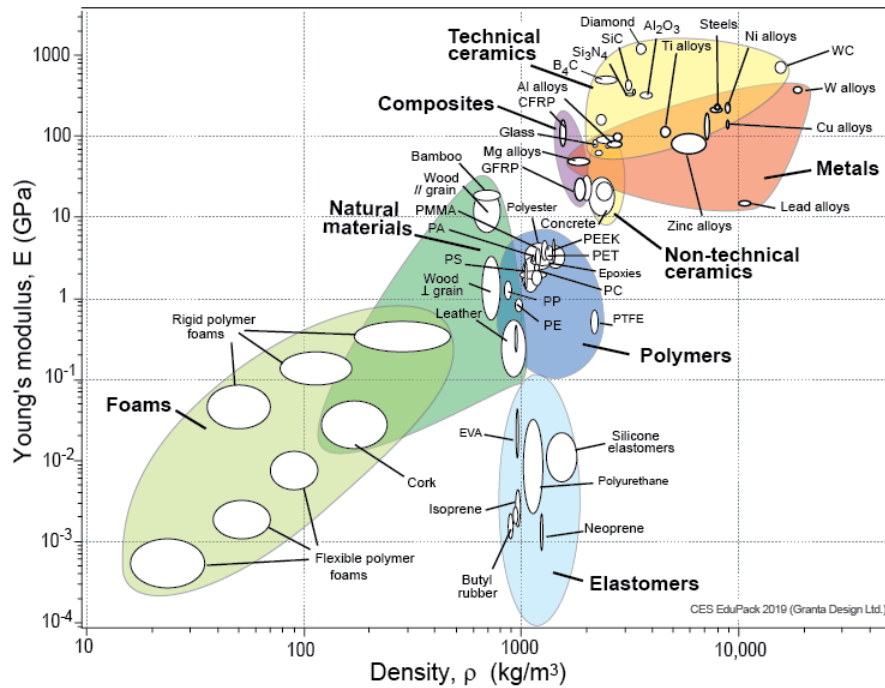 Young's modulus, E (GPa)
1000
100
10
1
10-1
10-2
10-3
10-4
Technical
ceramics
Diamond
SiC
Si3N4
B4C
Al2O3
Steels
Ti alloys
Ni alloys
WC
W alloys
Al alloys
CFRP
Composites
Glass
Mg alloys
GFRP
Cu alloys
Metals
Zinc alloys
Lead alloys
Bamboo
Wood
// grain
Natural
materials
PMMA
PA
PS
Polyester
Concrete
PEEK
PET
Epoxies
PC
Non-technical
ceramics
Wood
⊥ grain
Leather
PP
PE
PTFE
Polymers
Rigid polymer
foams
Foams
Cork
Flexible polymer
foams
EVA
Silicone
elastomers
Polyurethane
Isoprene
Neoprene
Butyl
rubber
Elastomers
CES EduPack 2019 (Granta Design Ltd.)
10
100
1000
10,000
Density, ρ (kg/m3)